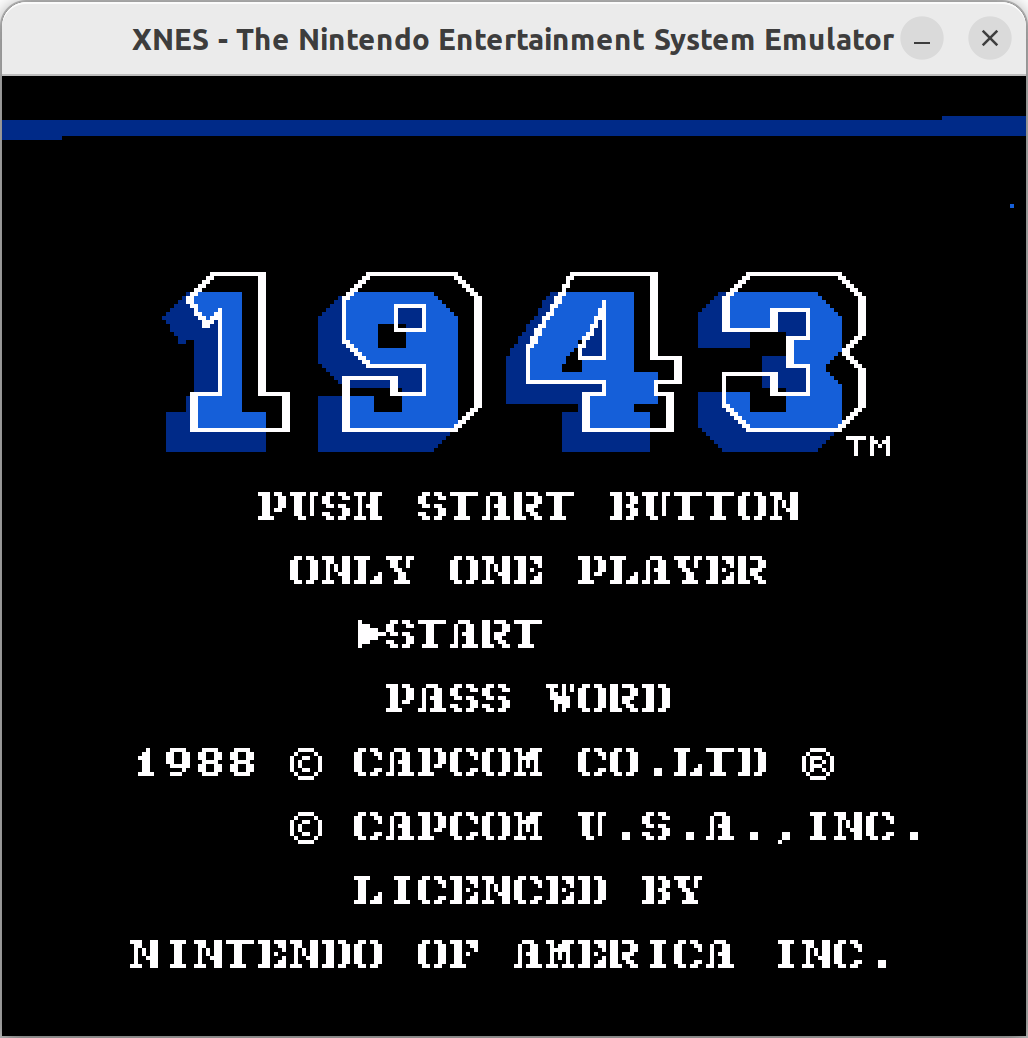 XNES - The Nintendo Entertainment System Emulator
1943
TM
PUSH START BUTTON
ONLY ONE PLAYER
►START
PASS WORD
1988 © CAPCOM CO.LTD ®
© CAPCOM U.S.A.,INC.
LICENCED BY
NINTENDO OF AMERICA INC.